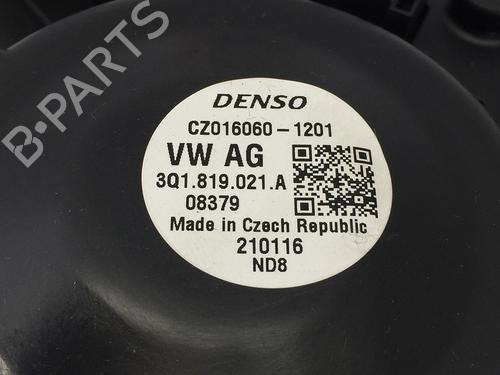 DENSO
CZ016060-1201
VW AG
3Q1.819.021.A
08379
Made in Czech Republic
210116
ND8
B-PARTS